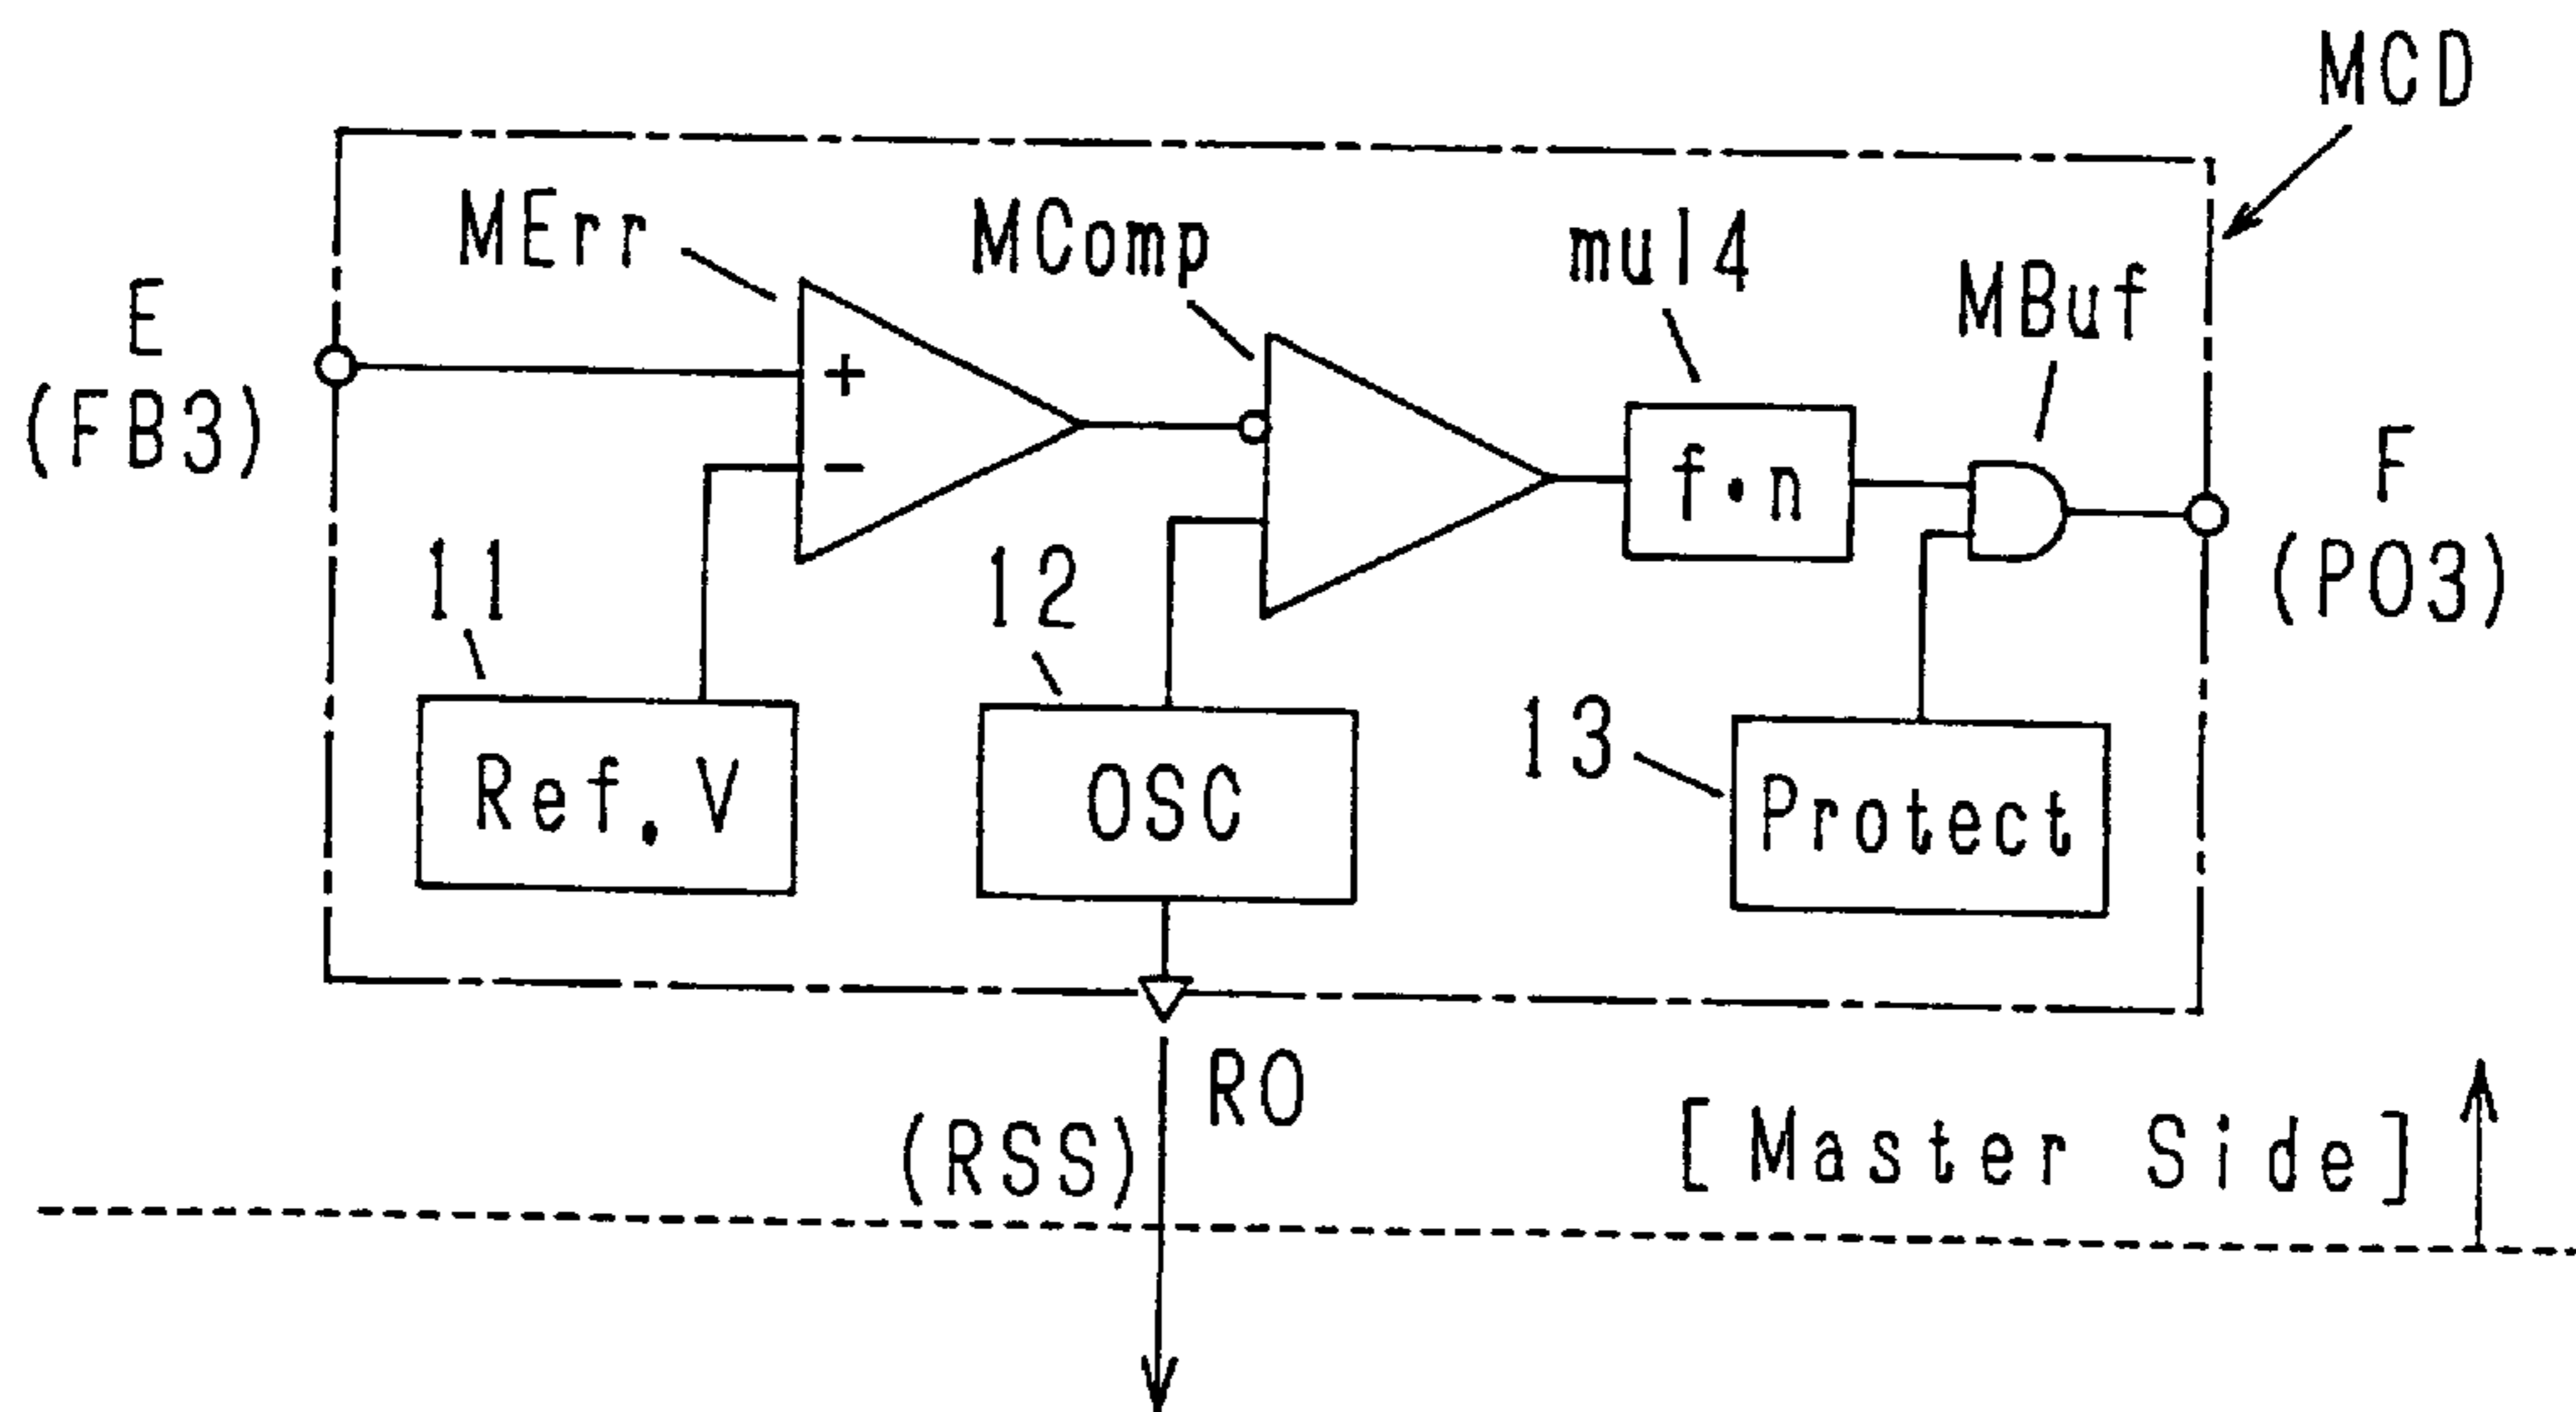 MCD
MErr
MComp
mul4
MBuf
E
(FB3)
+
-
f·n
F
(PO3)
11
12
13
Ref.V
OSC
Protect
RO
(RSS)
[Master Side]